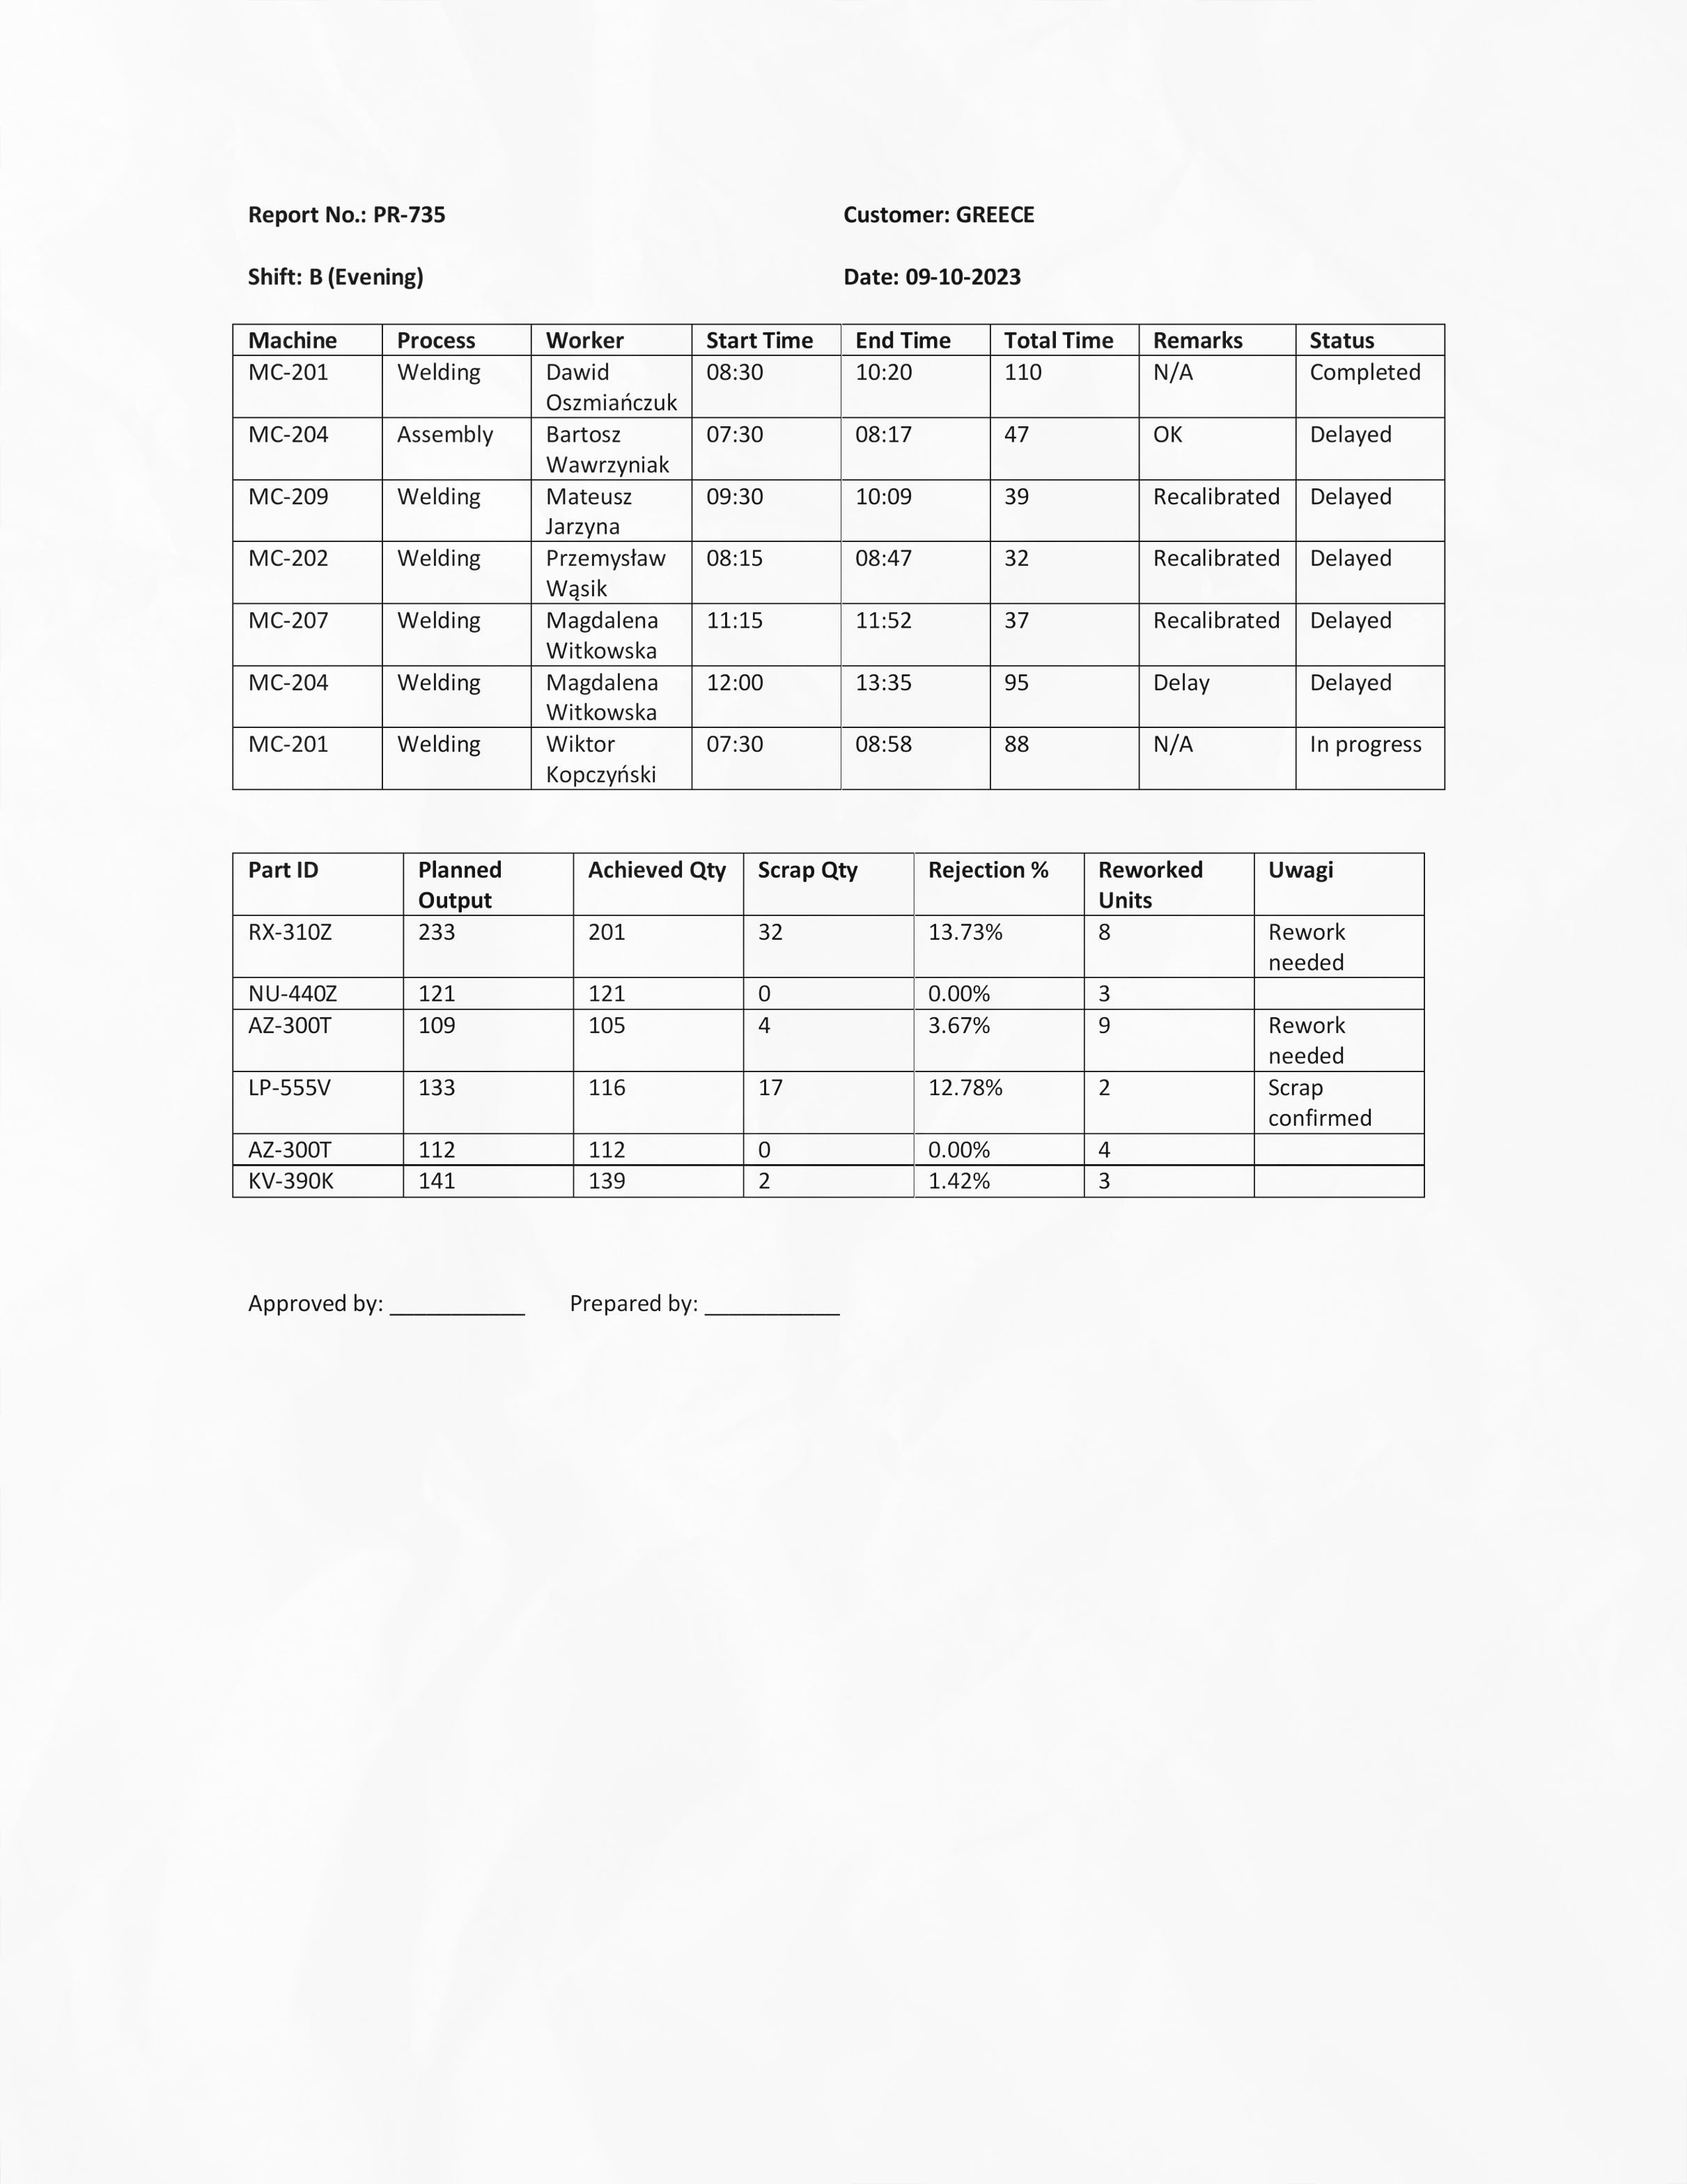 Report No.: PR-735 Customer: GREECE
Shift: B (Evening) Date: 09-10-2023
Machine Process Worker Start Time End Time Total Time Remarks Status
MC-201 Welding Dawid Oszmiańczuk 08:30 10:20 110 N/A Completed
MC-204 Assembly Bartosz Wawrzyniak 07:30 08:17 47 OK Delayed
MC-209 Welding Mateusz Jarzyna 09:30 10:09 39 Recalibrated Delayed
MC-202 Welding Przemysław Wąsik 08:15 08:47 32 Recalibrated Delayed
MC-207 Welding Magdalena Witkowska 11:15 11:52 37 Recalibrated Delayed
MC-204 Welding Magdalena Witkowska 12:00 13:35 95 Delay Delayed
MC-201 Welding Wiktor Kopczyński 07:30 08:58 88 N/A In progress
Part ID Planned Output Achieved Qty Scrap Qty Rejection % Reworked Units Uwagi
RX-310Z 233 201 32 13.73% 8 Rework needed
NU-440Z 121 121 0 0.00% 3
AZ-300T 109 105 4 3.67% 9 Rework needed
LP-555V 133 116 17 12.78% 2 Scrap confirmed
AZ-300T 112 112 0 0.00% 4
KV-390K 141 139 2 1.42% 3
Approved by: ___________ Prepared by: ___________